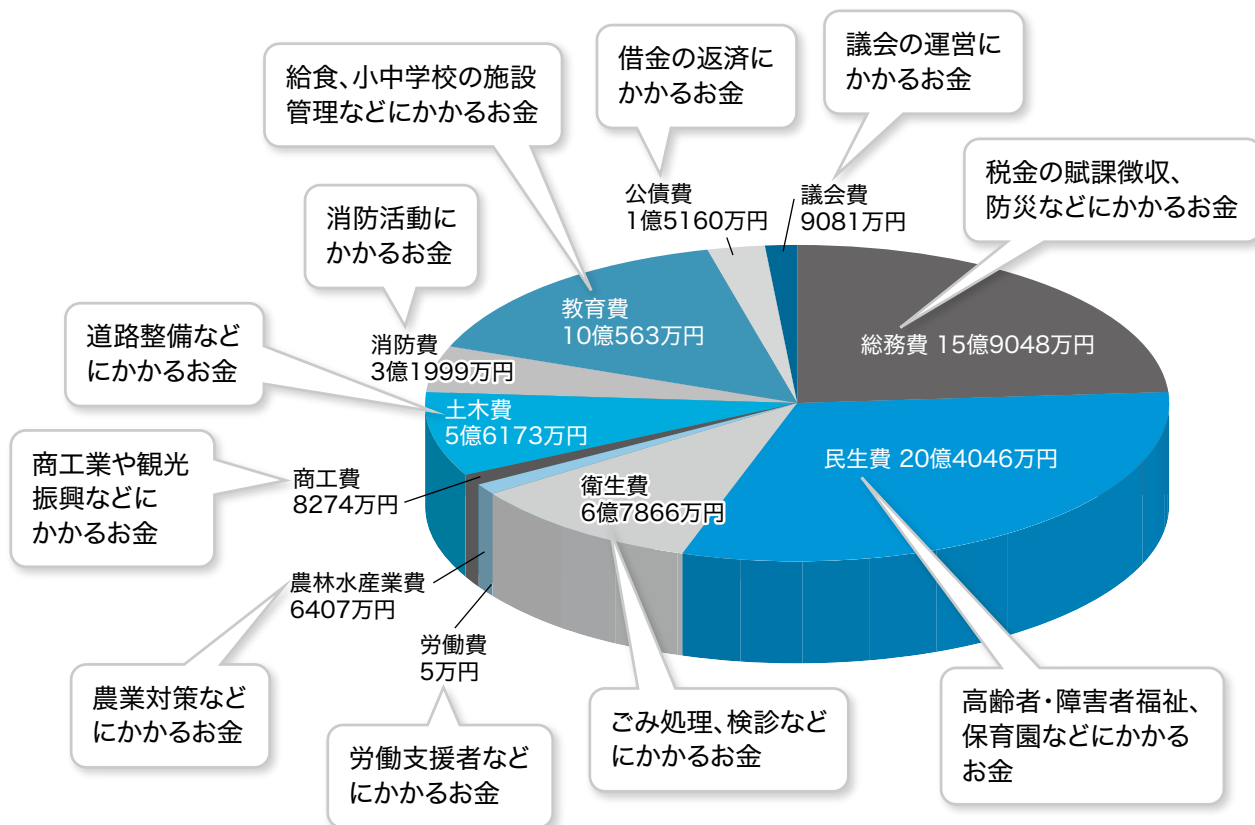 議会の運営に
かかるお金
借金の返済に
かかるお金
給食、小中学校の施設
管理などにかかるお金
税金の賦課徴収、
防災などにかかるお金
公債費
1億5160万円
議会費
9081万円
消防活動に
かかるお金
教育費
10億563万円
総務費 15億9048万円
道路整備など
にかかるお金
消防費
3億1999万円
土木費
5億6173万円
商工業や観光
振興などに
かかるお金
商工費
8274万円
衛生費
6億7866万円
民生費 20億4046万円
農林水産業費
6407万円
労働費
5万円
農業対策など
にかかるお金
労働支援者など
にかかるお金
ごみ処理、検診など
にかかるお金
高齢者・障害者福祉、
保育園などにかかる
お金